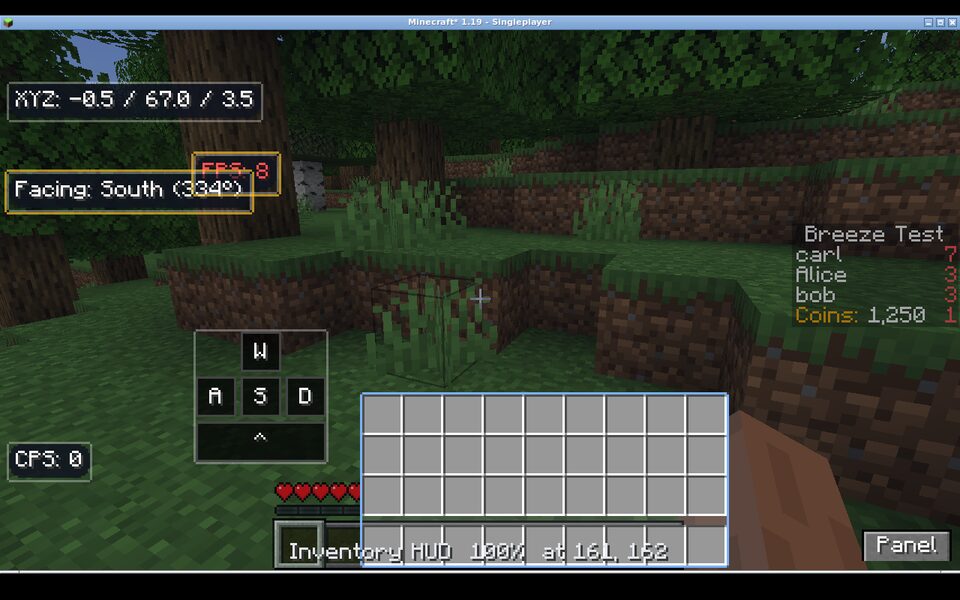 Minecraft* 1.19 - Singleplayer
XYZ: -0.5 / 67.0 / 3.5
FPS: 8
Facing: South (334°)
Breeze Test
carl 7
Alice 3
bob 3
Coins: 1,250 1
W
A S D
^
CPS: 0
Inventory HUD 100% at 161, 162
Panel